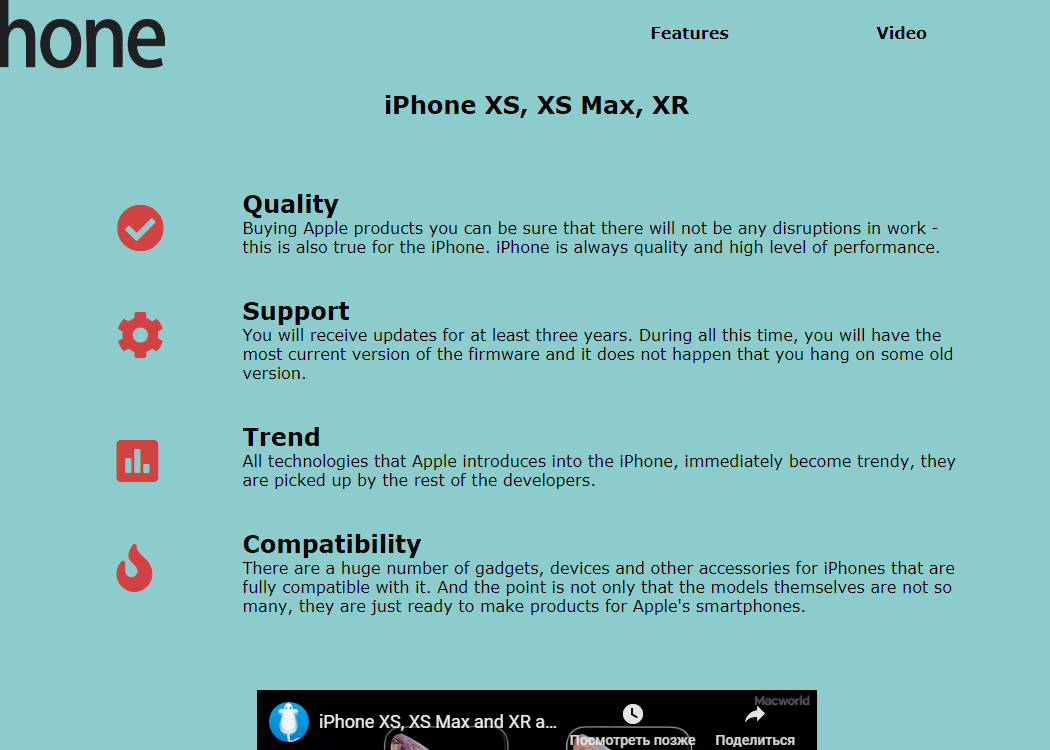 hone
Features
Video
iPhone XS, XS Max, XR
Quality
Buying Apple products you can be sure that there will not be any disruptions in work -
this is also true for the iPhone. iPhone is always quality and high level of performance.
Support
You will receive updates for at least three years. During all this time, you will have the
most current version of the firmware and it does not happen that you hang on some old
version.
Trend
All technologies that Apple introduces into the iPhone, immediately become trendy, they
are picked up by the rest of the developers.
Compatibility
There are a huge number of gadgets, devices and other accessories for iPhones that are
fully compatible with it. And the point is not only that the models themselves are not so
many, they are just ready to make products for Apple's smartphones.
Macworld
iPhone XS, XS Max and XR a...
Посмотреть позже
Поделиться